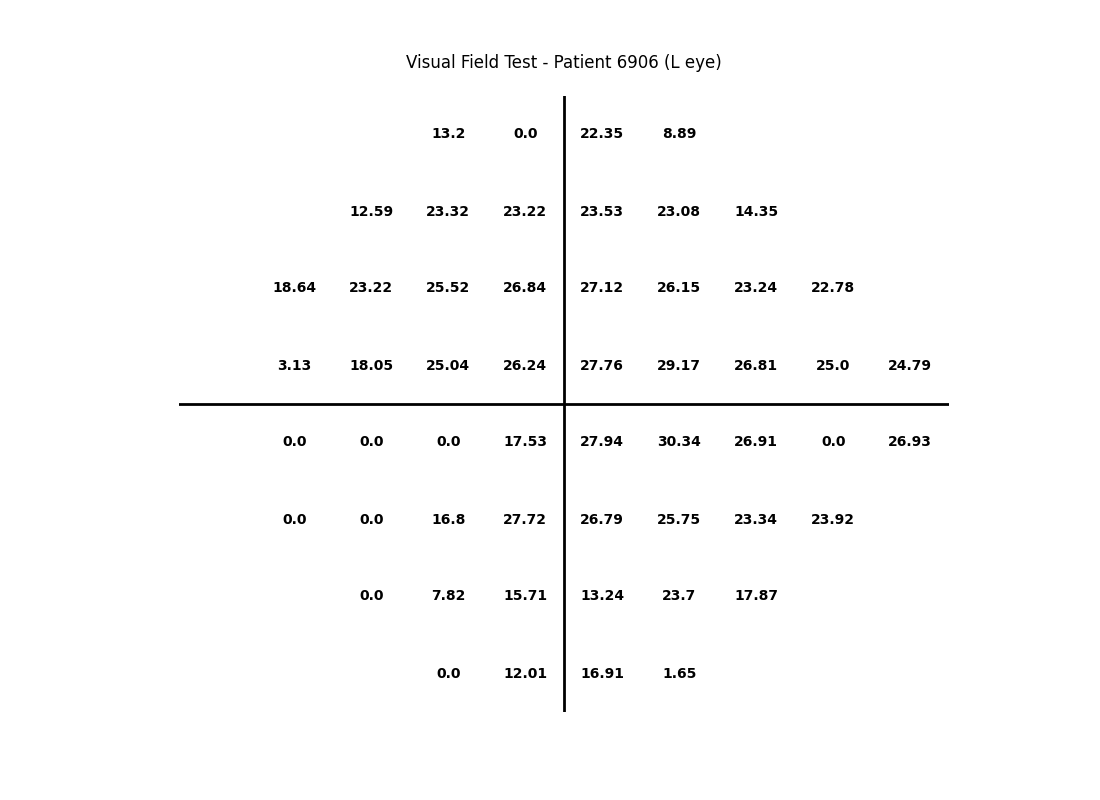 Visual Field Test - Patient 6906 (L eye)
13.2 0.0 22.35 8.89
12.59 23.32 23.22 23.53 23.08 14.35
18.64 23.22 25.52 26.84 27.12 26.15 23.24 22.78
3.13 18.05 25.04 26.24 27.76 29.17 26.81 25.0 24.79
0.0 0.0 0.0 17.53 27.94 30.34 26.91 0.0 26.93
0.0 0.0 16.8 27.72 26.79 25.75 23.34 23.92
0.0 7.82 15.71 13.24 23.7 17.87
0.0 12.01 16.91 1.65